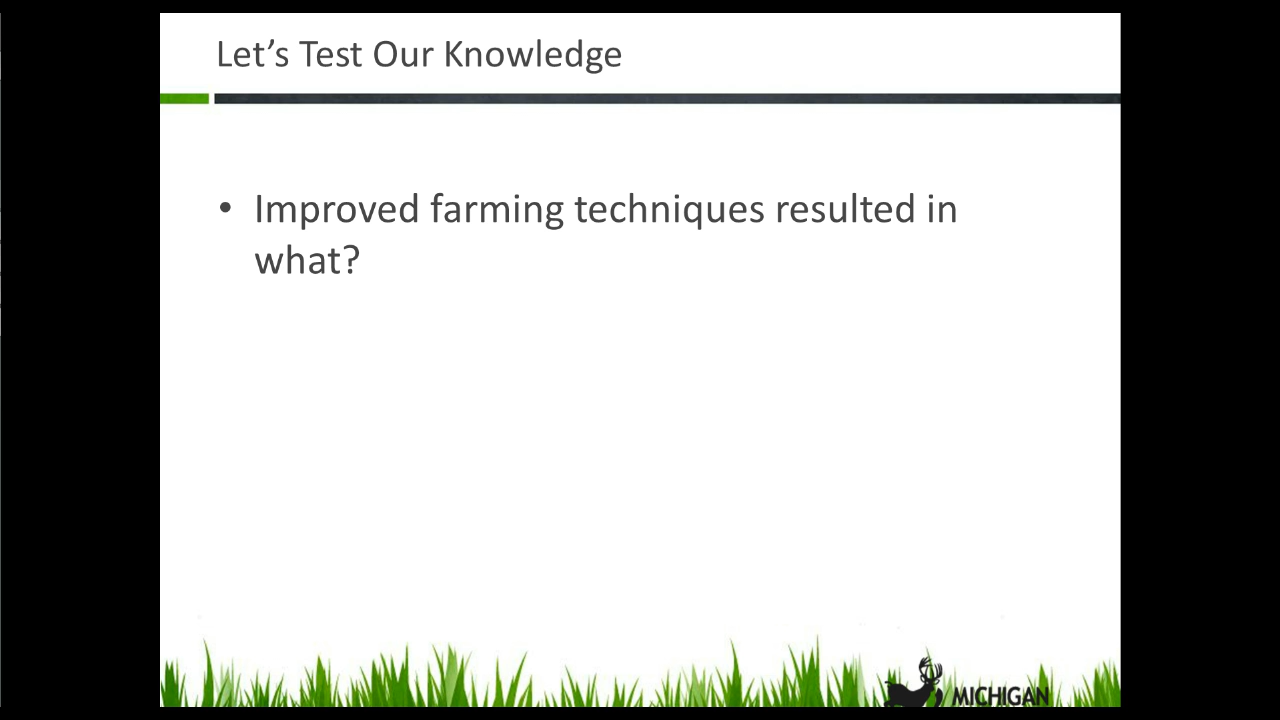 Let’s Test Our Knowledge
• Improved farming techniques resulted in
what?
MICHIGAN